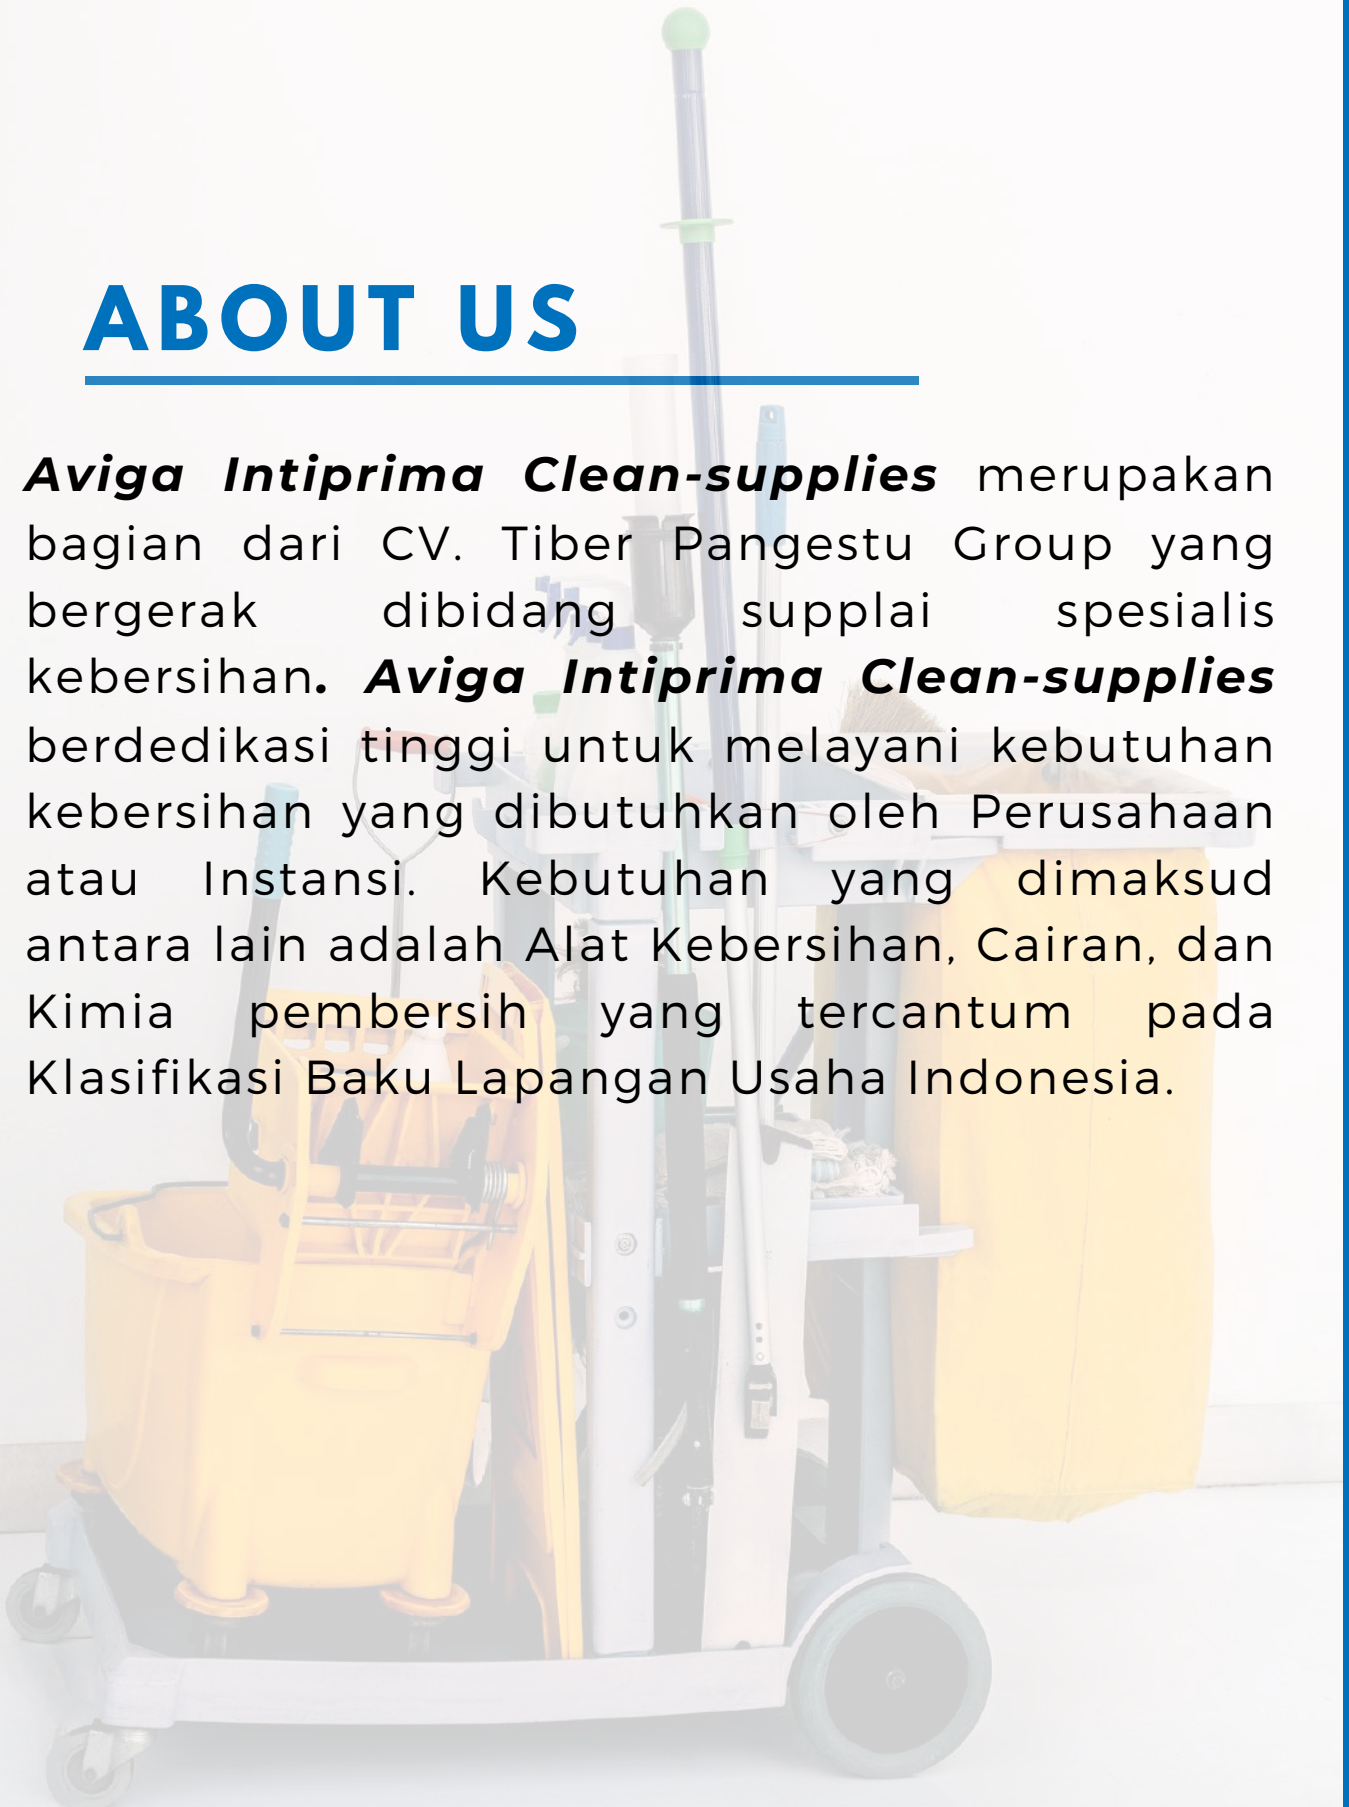 ABOUT US
Aviga Intiprima Clean-supplies merupakan
bagian dari CV. Tiber Pangestu Group yang
bergerak dibidang supplai spesialis
kebersihan. Aviga Intiprima Clean-supplies
berdedikasi tinggi untuk melayani kebutuhan
kebersihan yang dibutuhkan oleh Perusahaan
atau Instansi. Kebutuhan yang dimaksud
antara lain adalah Alat Kebersihan, Cairan, dan
Kimia pembersih yang tercantum pada
Klasifikasi Baku Lapangan Usaha Indonesia.